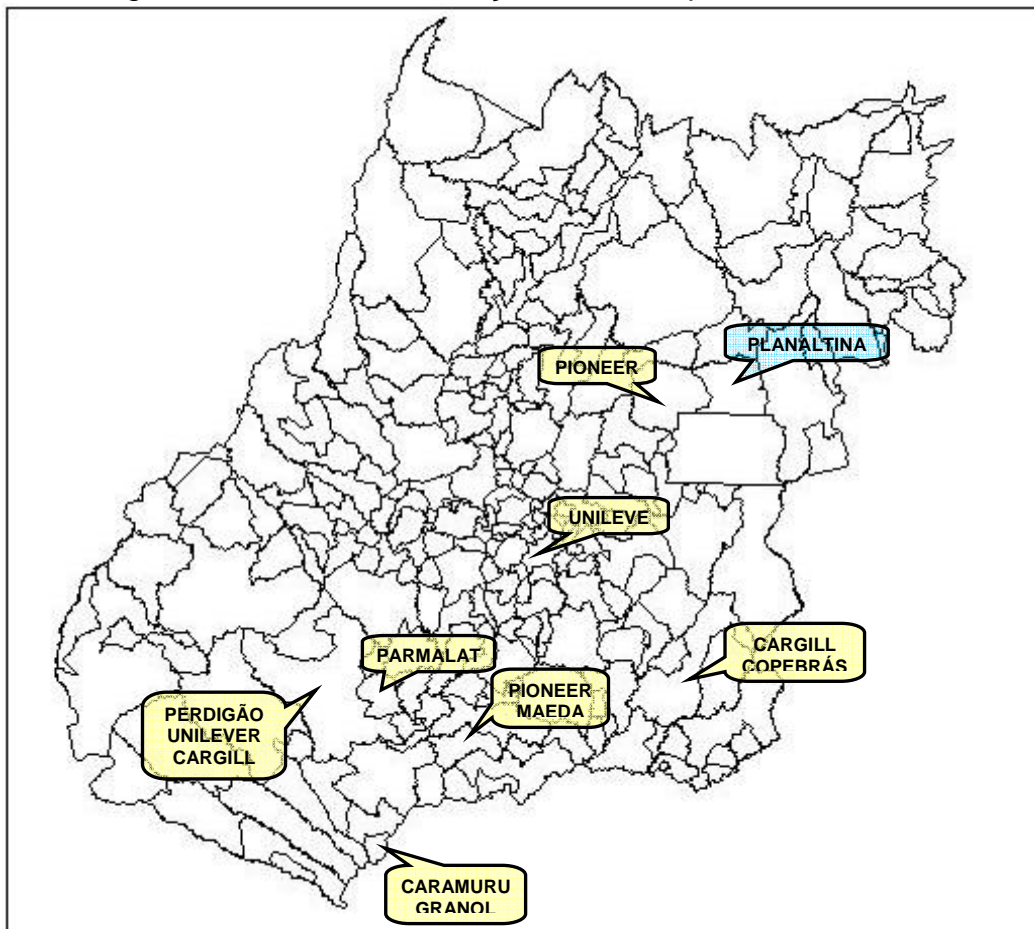 PLANALTINA
PIONEER
UNILEVE
CARGILL
COPEBRÁS
PARMALAT
PIONEER
MAEDA
PERDIGÃO
UNILEVER
CARGILL
CARAMURU
GRANOL